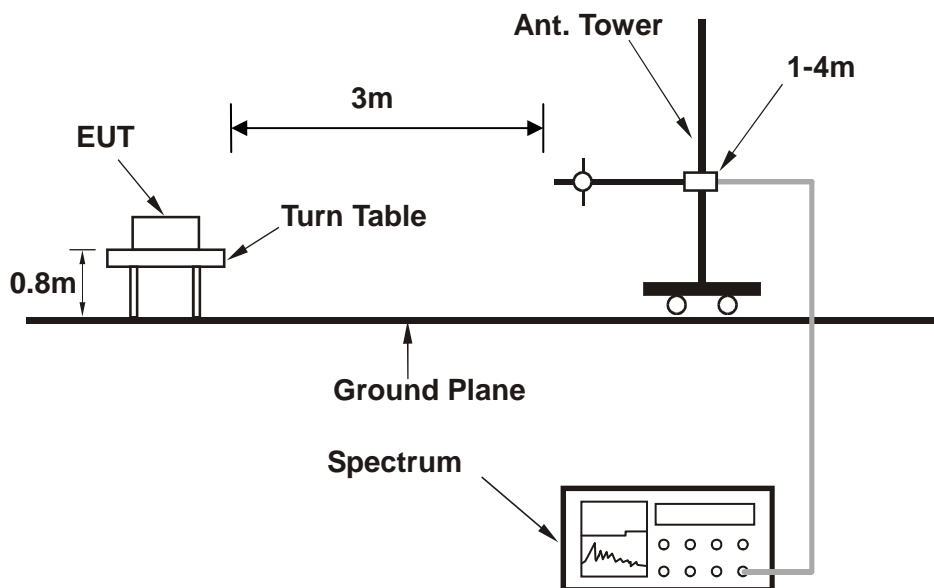 Ant. Tower
1-4m
3m
EUT
Turn Table
0.8m
Ground Plane
Spectrum